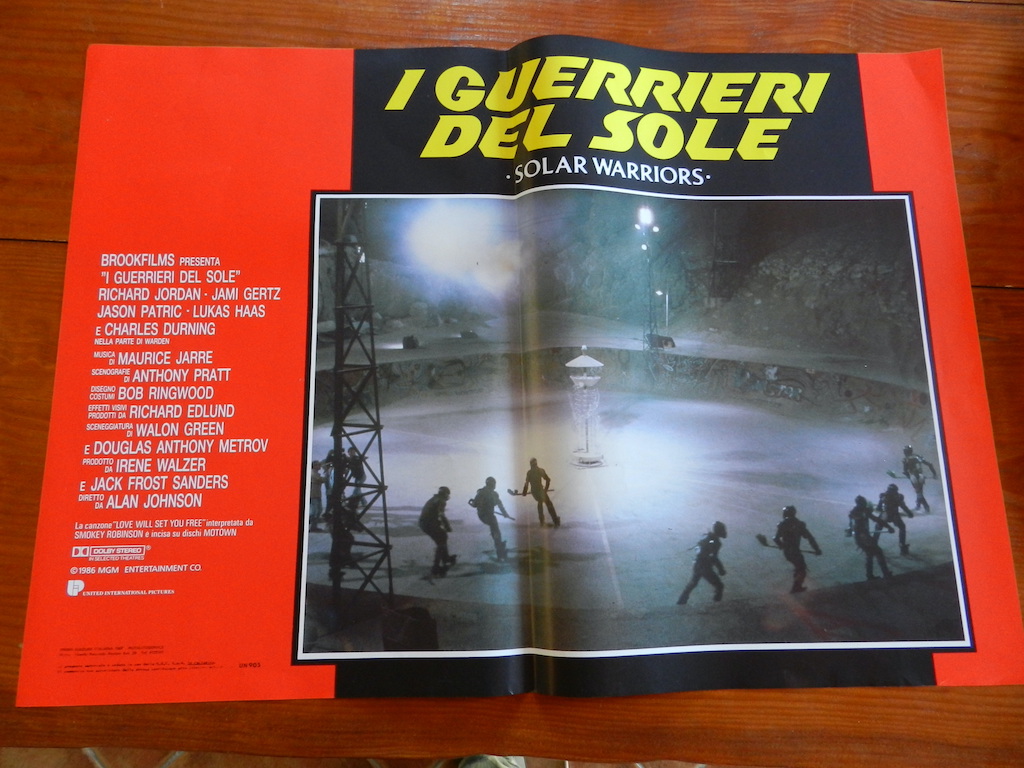 I GUERRIERI
DEL SOLE
·SOLAR WARRIORS·
BROOKFILMS PRESENTA
"I GUERRIERI DEL SOLE"
RICHARD JORDAN · JAMI GERTZ
JASON PATRIC · LUKAS HAAS
E CHARLES DURNING
NELLA PARTE DI WARDEN
MUSICA DI MAURICE JARRE
SCENOGRAFIE DI ANTHONY PRATT
DISEGNO COSTUMI BOB RINGWOOD
EFFETTI VISIVI PRODOTTI DA RICHARD EDLUND
SCENEGGIATURA DI WALON GREEN
E DOUGLAS ANTHONY METROV
PRODOTTO DA IRENE WALZER
E JACK FROST SANDERS
DIRETTO DA ALAN JOHNSON
La canzone "LOVE WILL SET YOU FREE" interpretata da
SMOKEY ROBINSON è incisa su dischi MOTOWN
DOLBY STEREO®
IN SELECTED THEATRES
©1986 MGM ENTERTAINMENT CO.
UNITED INTERNATIONAL PICTURES